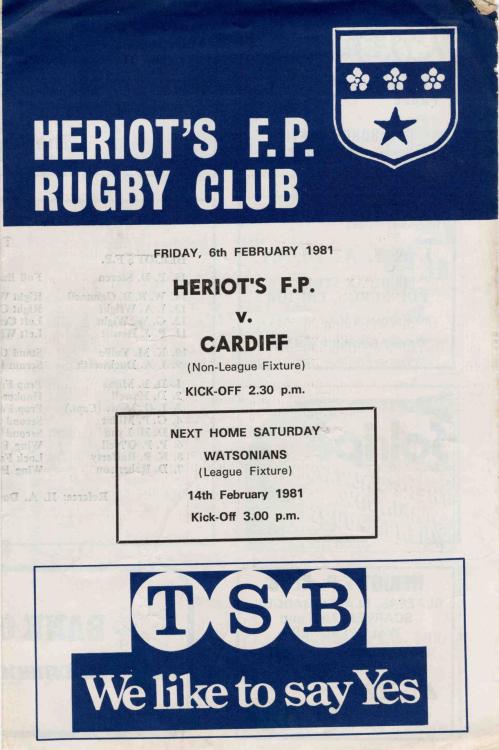 HERIOT'S F.P.
RUGBY CLUB
FRIDAY, 6th FEBRUARY 1981
HERIOT'S F.P.
v.
CARDIFF
(Non-League Fixture)
KICK-OFF 2.30 p.m.
NEXT HOME SATURDAY
WATSONIANS
(League Fixture)
14th February 1981
Kick-Off 3.00 p.m.
TSB
We like to say Yes